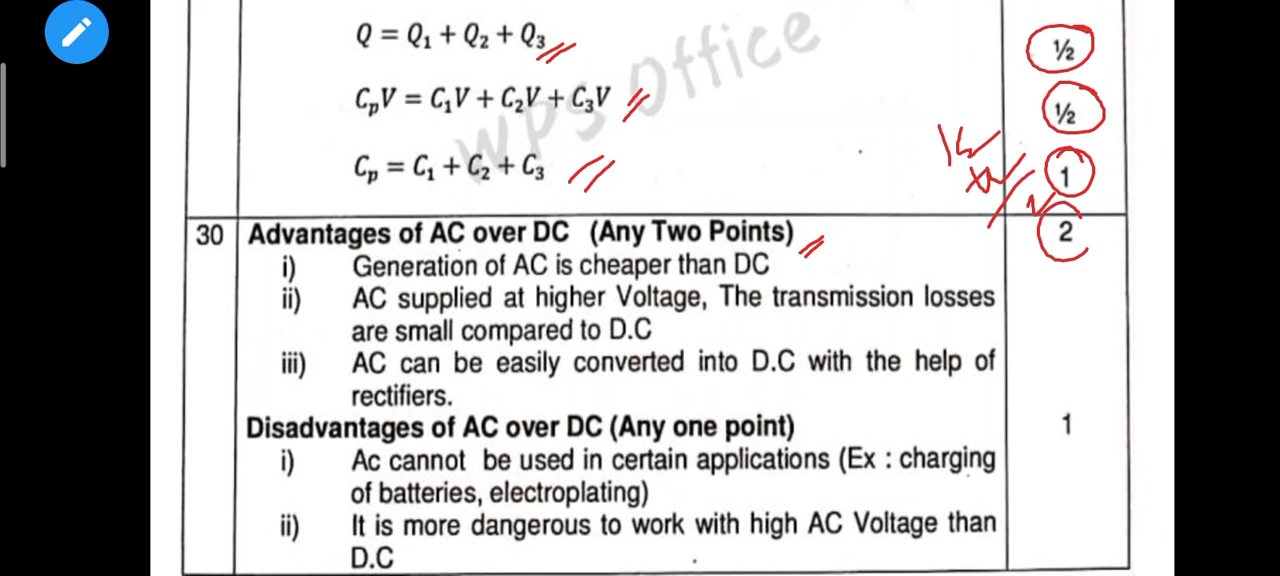 Q = Q₁ + Q₂ + Q₃
½
CₚV = C₁V + C₂V + C₃V
½
Cₚ = C₁ + C₂ + C₃
1
WPS Office
30 Advantages of AC over DC (Any Two Points) 2
i) Generation of AC is cheaper than DC
ii) AC supplied at higher Voltage, The transmission losses
are small compared to D.C
iii) AC can be easily converted into D.C with the help of
rectifiers.
Disadvantages of AC over DC (Any one point) 1
i) Ac cannot be used in certain applications (Ex : charging
of batteries, electroplating)
ii) It is more dangerous to work with high AC Voltage than
D.C